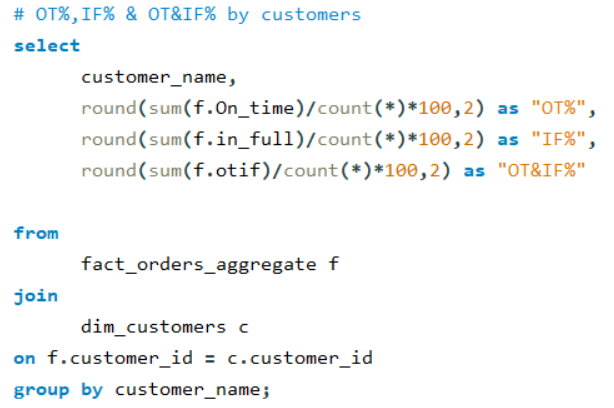 # OT%,IF% & OT&IF% by customers
select
customer_name,
round(sum(f.On_time)/count(*)*100,2) as "OT%",
round(sum(f.in_full)/count(*)*100,2) as "IF%",
round(sum(f.otif)/count(*)*100,2) as "OT&IF%"
from
fact_orders_aggregate f
join
dim_customers c
on f.customer_id = c.customer_id
group by customer_name;